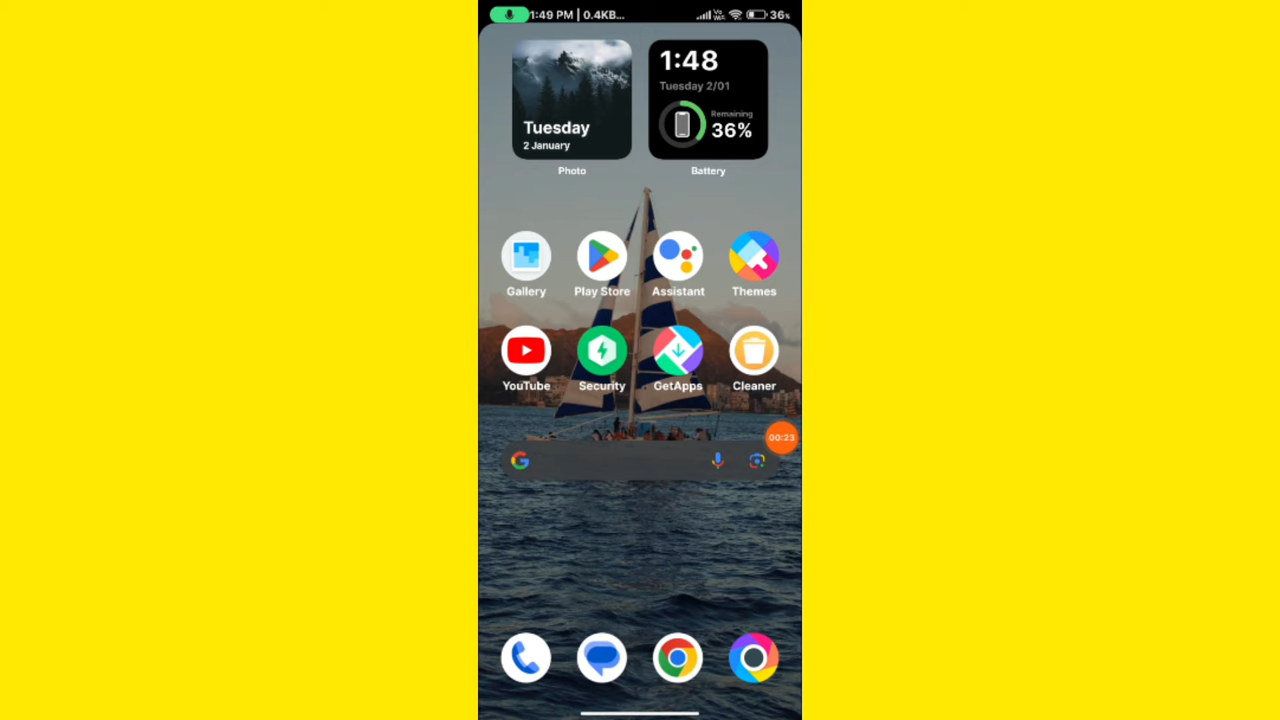 1:49 PM | 0.4KB...
36%
Tuesday
2 January
Photo
1:48
Tuesday 2/01
Remaining
36%
Battery
Gallery
Play Store
Assistant
Themes
YouTube
Security
GetApps
Cleaner
00:23